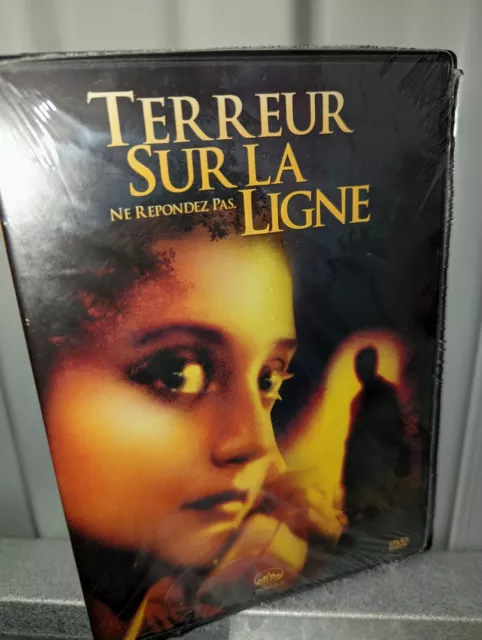 TERREUR
SUR LA
NE REPONDEZ PAS. LIGNE
DVD